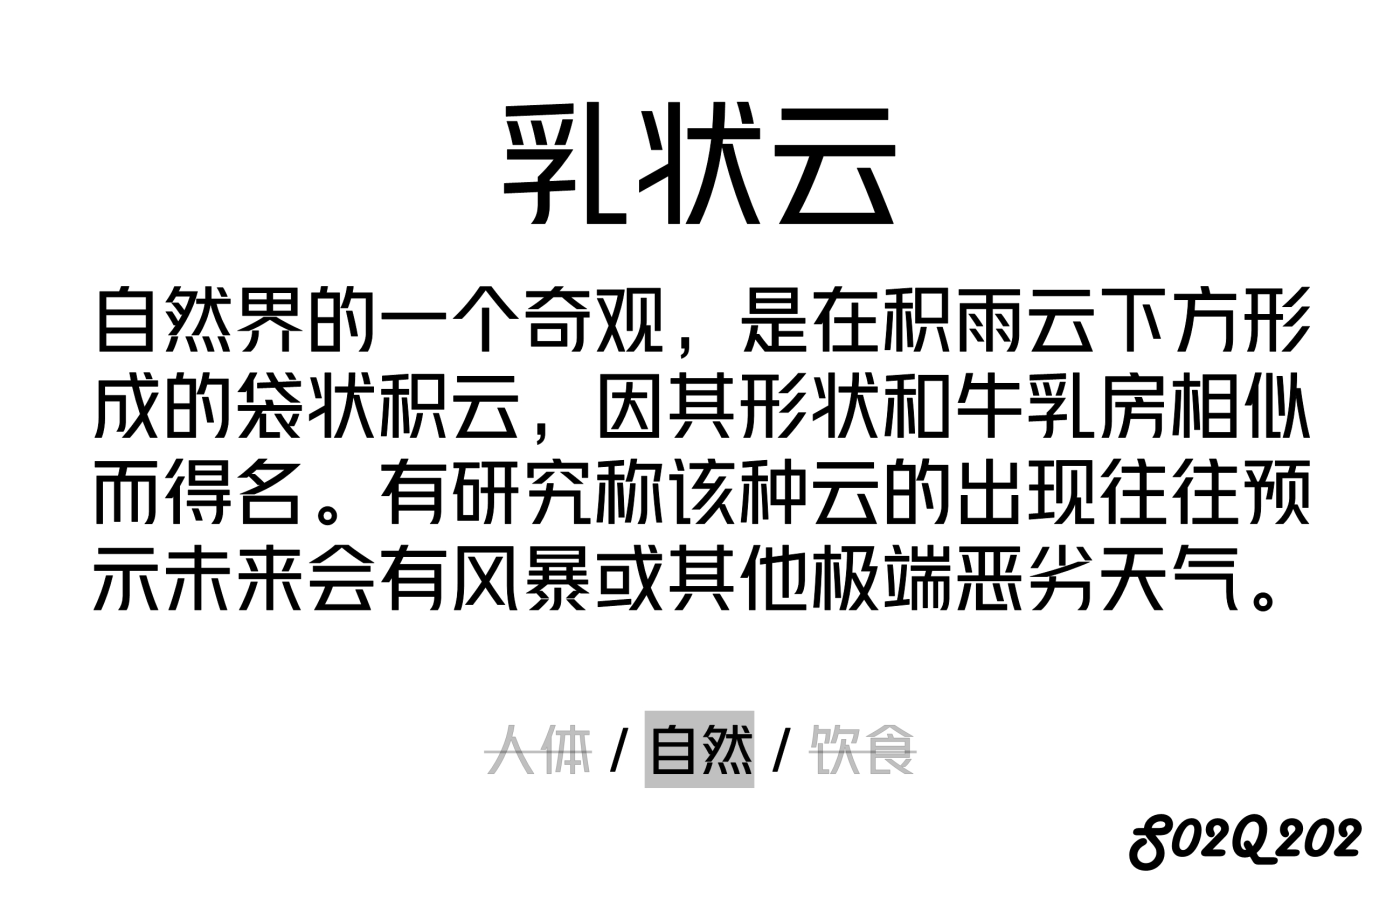 乳状云
自然界的一个奇观，是在积雨云下方形
成的袋状积云，因其形状和牛乳房相似
而得名。有研究称该种云的出现往往预
示未来会有风暴或其他极端恶劣天气。
人体 / 自然 / 饮食
S02Q202